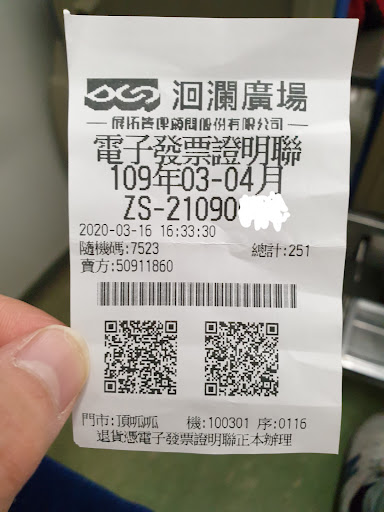 洄瀾廣場
展拓管理顧問股份有限公司
電子發票證明聯
109年03-04月
ZS-21090
2020-03-16 16:33:30
隨機碼:7523 總計:251
賣方:50911860
門市:頂呱呱 機:100301 序:0116
退貨憑電子發票證明聯正本辦理